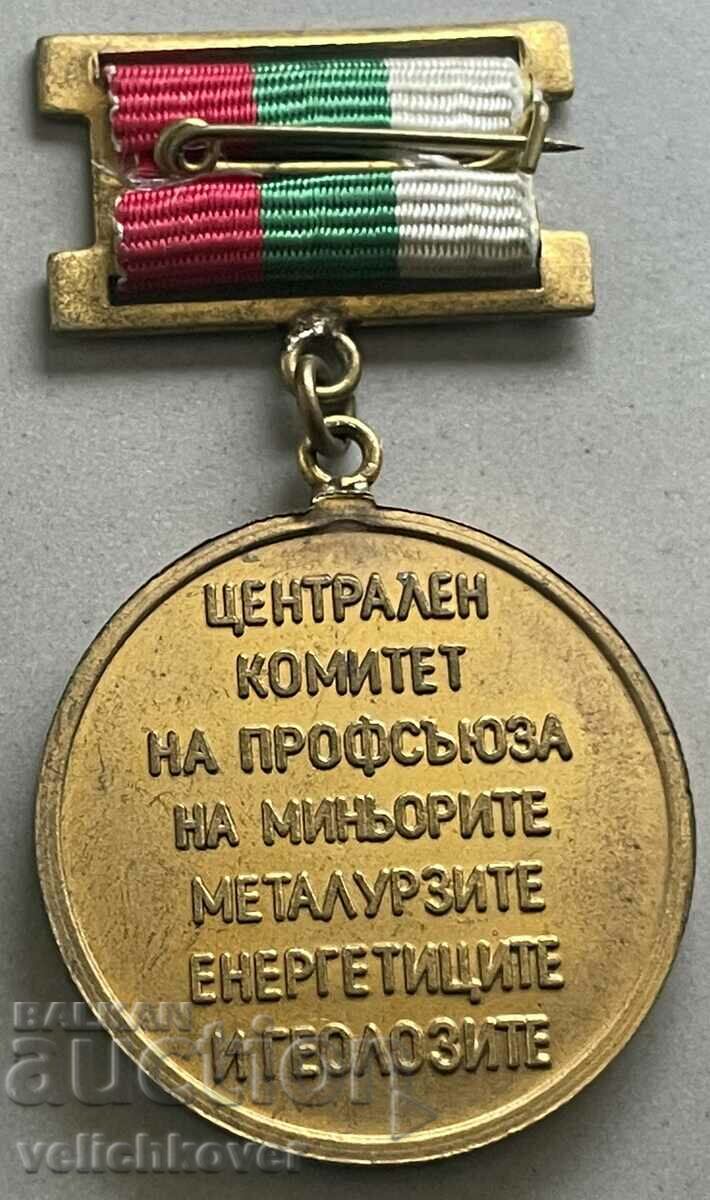 ЦЕНТРАЛЕН
КОМИТЕТ
НА ПРОФСЪЮЗА
НА МИНЬОРИТЕ
МЕТАЛУРЗИТЕ
ЕНЕРГЕТИЦИТЕ
И ГЕОЛОЗИТЕ
BALKAN
auction
velichkover